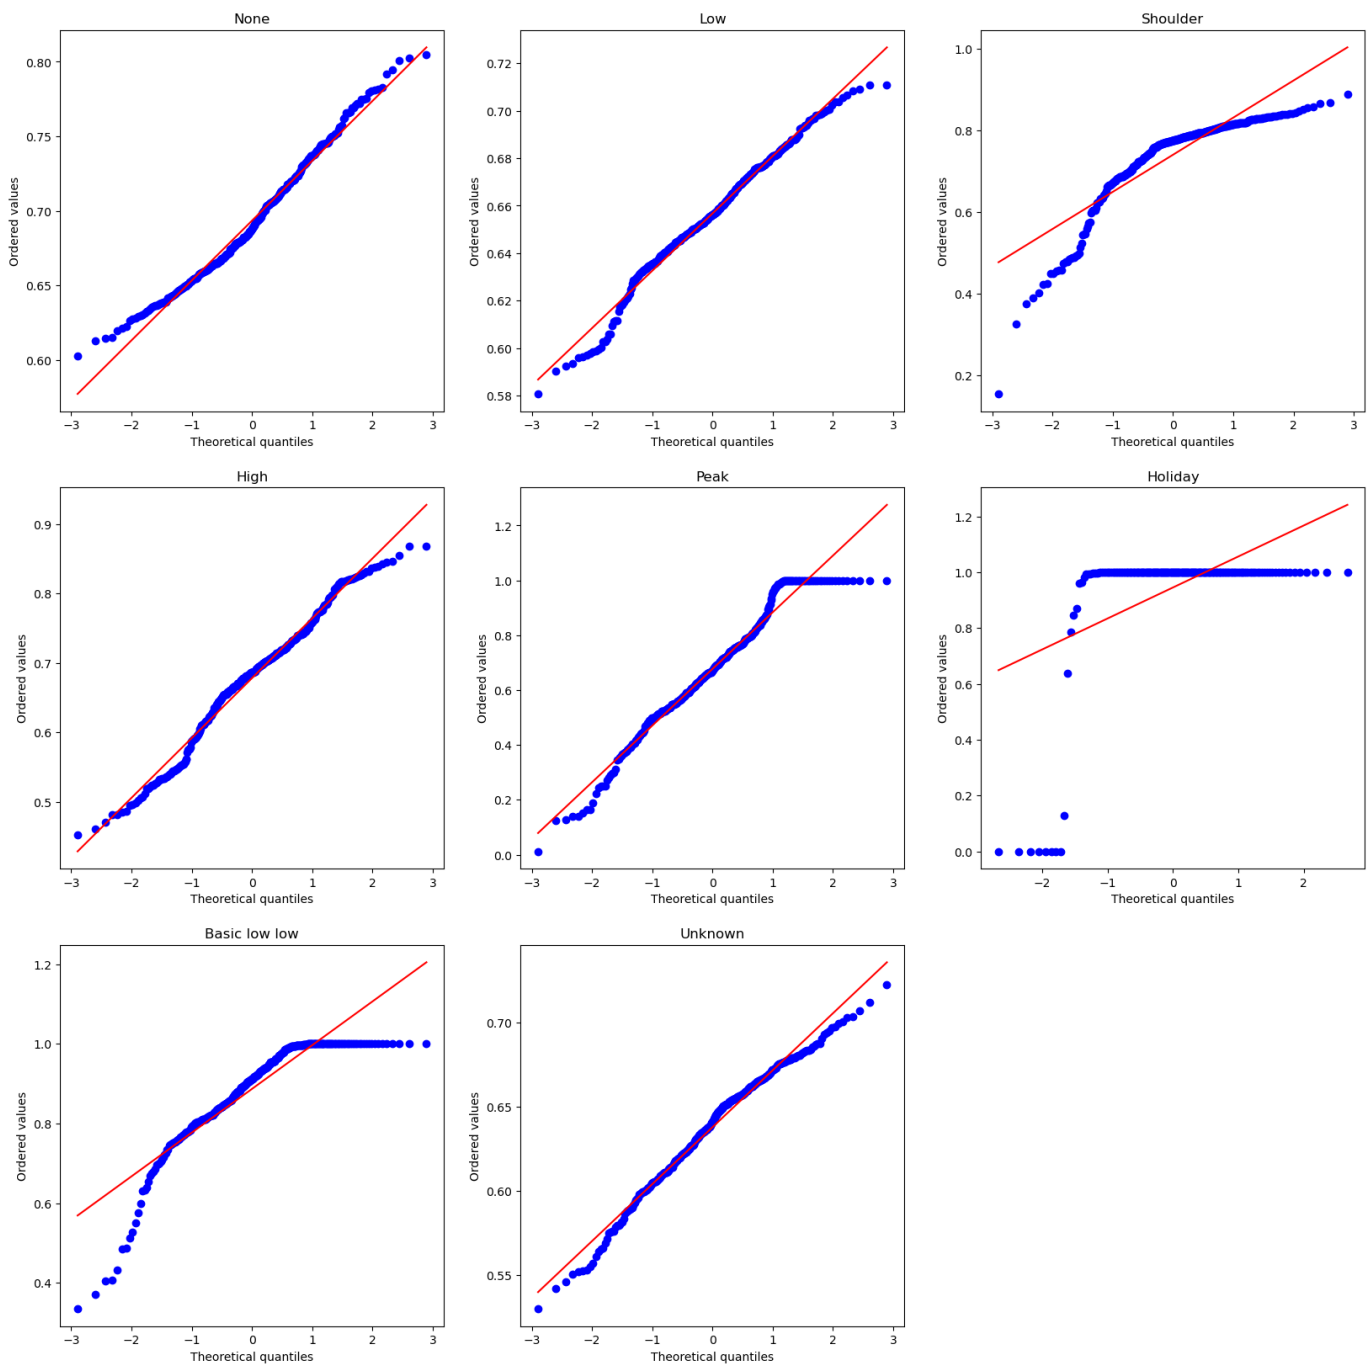 None
Low
Shoulder
0.80
0.75
0.70
0.65
0.60
Ordered values
−3 −2 −1 0 1 2 3
Theoretical quantiles
0.72
0.70
0.68
0.66
0.64
0.62
0.60
0.58
Ordered values
−3 −2 −1 0 1 2 3
Theoretical quantiles
1.0
0.8
0.6
0.4
0.2
Ordered values
−3 −2 −1 0 1 2 3
Theoretical quantiles
High
Peak
Holiday
0.9
0.8
0.7
0.6
0.5
Ordered values
−3 −2 −1 0 1 2 3
Theoretical quantiles
1.2
1.0
0.8
0.6
0.4
0.2
0.0
Ordered values
−3 −2 −1 0 1 2 3
Theoretical quantiles
1.2
1.0
0.8
0.6
0.4
0.2
0.0
Ordered values
−2 −1 0 1 2
Theoretical quantiles
Basic low low
Unknown
1.2
1.0
0.8
0.6
0.4
Ordered values
−3 −2 −1 0 1 2 3
Theoretical quantiles
0.70
0.65
0.60
0.55
Ordered values
−3 −2 −1 0 1 2 3
Theoretical quantiles